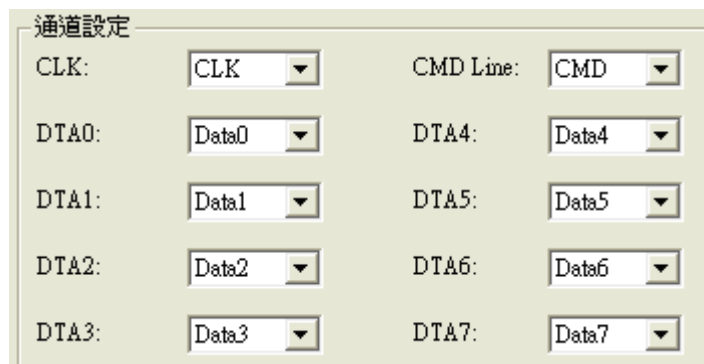 通道設定
CLK: CLK CMD Line: CMD
DTA0: Data0 DTA4: Data4
DTA1: Data1 DTA5: Data5
DTA2: Data2 DTA6: Data6
DTA3: Data3 DTA7: Data7